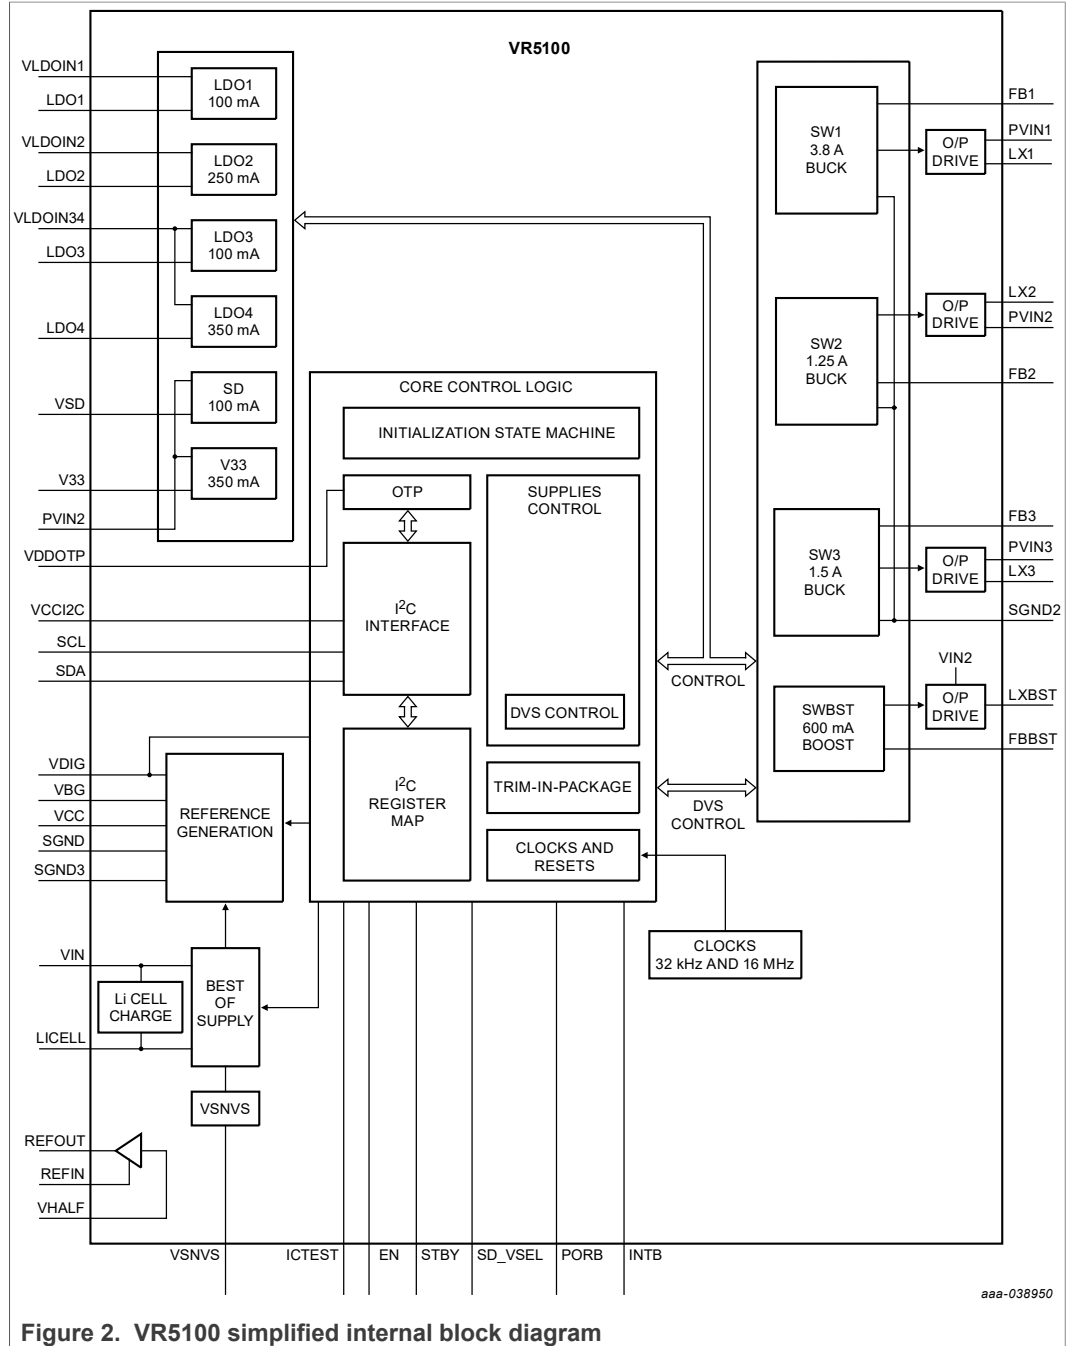 VR5100
VLDOIN1
LDO1
LDO1
100 mA
VLDOIN2
LDO2
LDO2
250 mA
VLDOIN34
LDO3
LDO3
100 mA
LDO4
LDO4
350 mA
VSD
SD
100 mA
V33
V33
350 mA
PVIN2
VDDOTP
VCCI2C
SCL
SDA
CORE CONTROL LOGIC
INITIALIZATION STATE MACHINE
OTP
SUPPLIES
CONTROL
I²C
INTERFACE
DVS CONTROL
I²C
REGISTER
MAP
TRIM-IN-PACKAGE
CLOCKS AND
RESETS
CONTROL
DVS
CONTROL
CLOCKS
32 kHz AND 16 MHz
SW1
3.8 A
BUCK
O/P
DRIVE
FB1
PVIN1
LX1
SW2
1.25 A
BUCK
O/P
DRIVE
LX2
PVIN2
FB2
SW3
1.5 A
BUCK
O/P
DRIVE
FB3
PVIN3
LX3
SGND2
VIN2
SWBST
600 mA
BOOST
O/P
DRIVE
LXBST
FBBST
VDIG
VBG
VCC
SGND
SGND3
REFERENCE
GENERATION
VIN
Li CELL
CHARGE
LICELL
BEST
OF
SUPPLY
VSNVS
REFOUT
REFIN
VHALF
VSNVS
ICTEST
EN
STBY
SD_VSEL
PORB
INTB
aaa-038950
Figure 2. VR5100 simplified internal block diagram